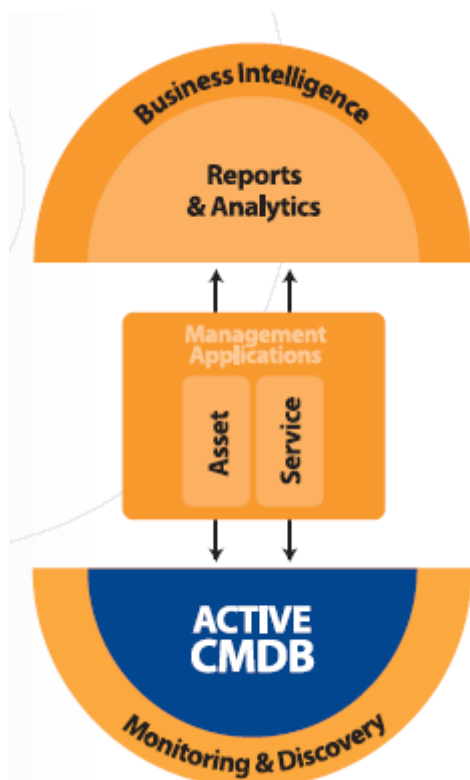 Business Intelligence
Reports
& Analytics
Management
Applications
Asset
Service
ACTIVE
CMDB
Monitoring & Discovery